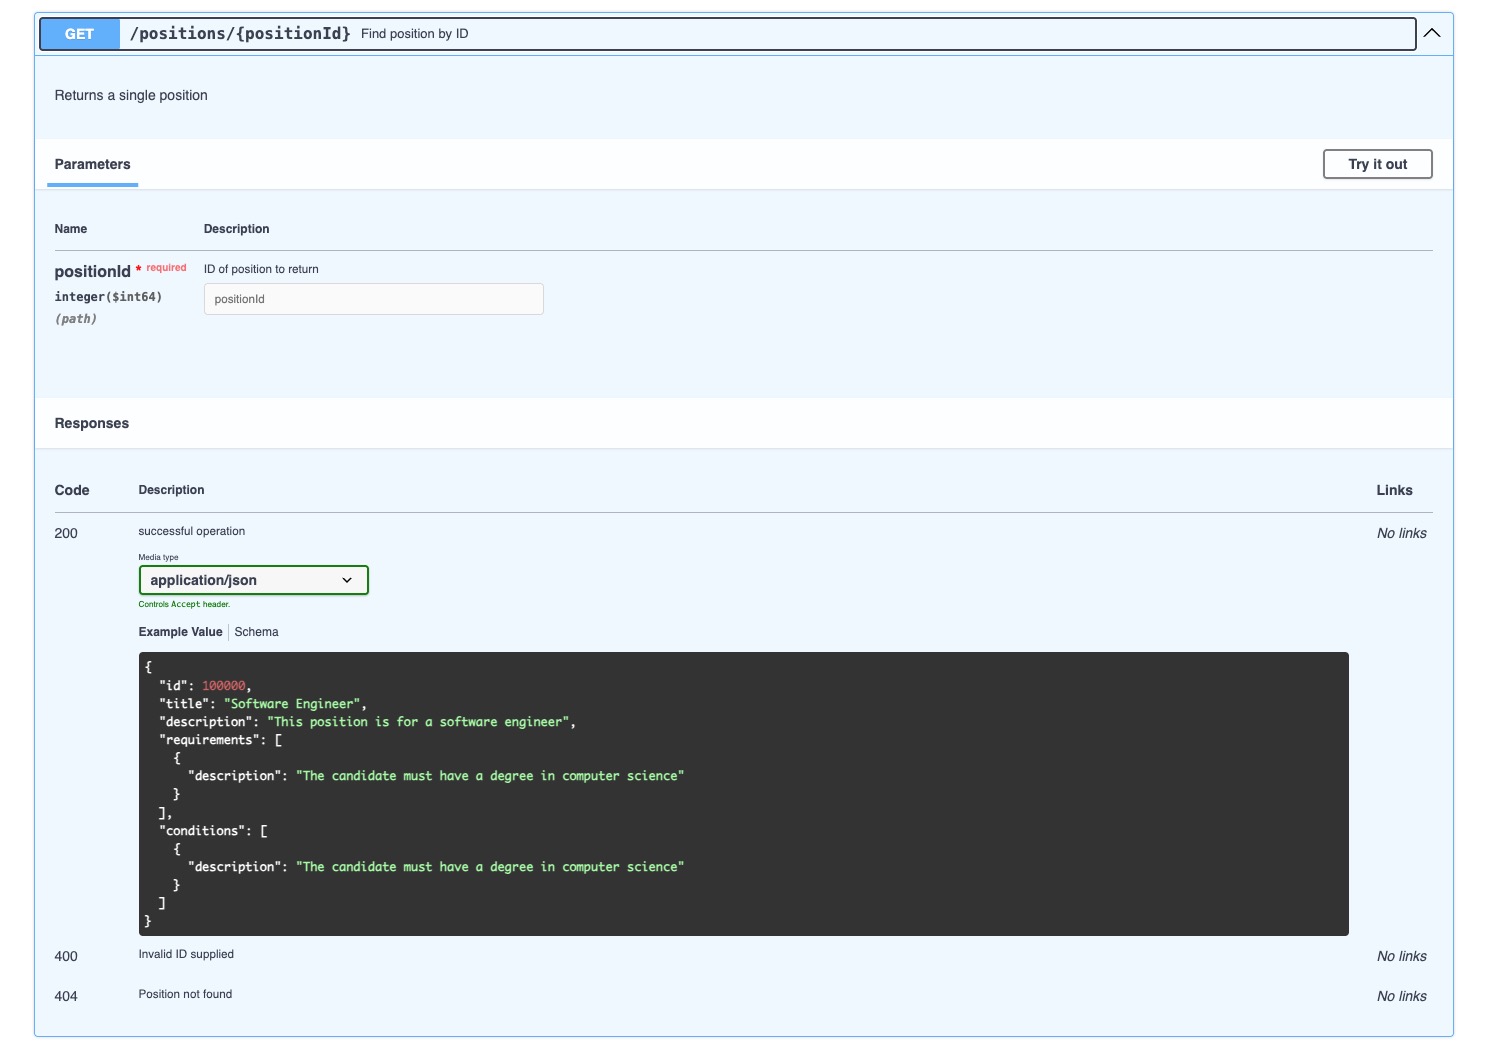 GET /positions/{positionId} Find position by ID
Returns a single position
Parameters
Try it out
Name Description
positionId * required
ID of position to return
integer($int64)
positionId
(path)
Responses
Code Description Links
200 successful operation No links
Media type
application/json
Controls Accept header.
Example Value Schema
{
  "id": 100000,
  "title": "Software Engineer",
  "description": "This position is for a software engineer",
  "requirements": [
    {
      "description": "The candidate must have a degree in computer science"
    }
  ],
  "conditions": [
    {
      "description": "The candidate must have a degree in computer science"
    }
  ]
}
400 Invalid ID supplied No links
404 Position not found No links